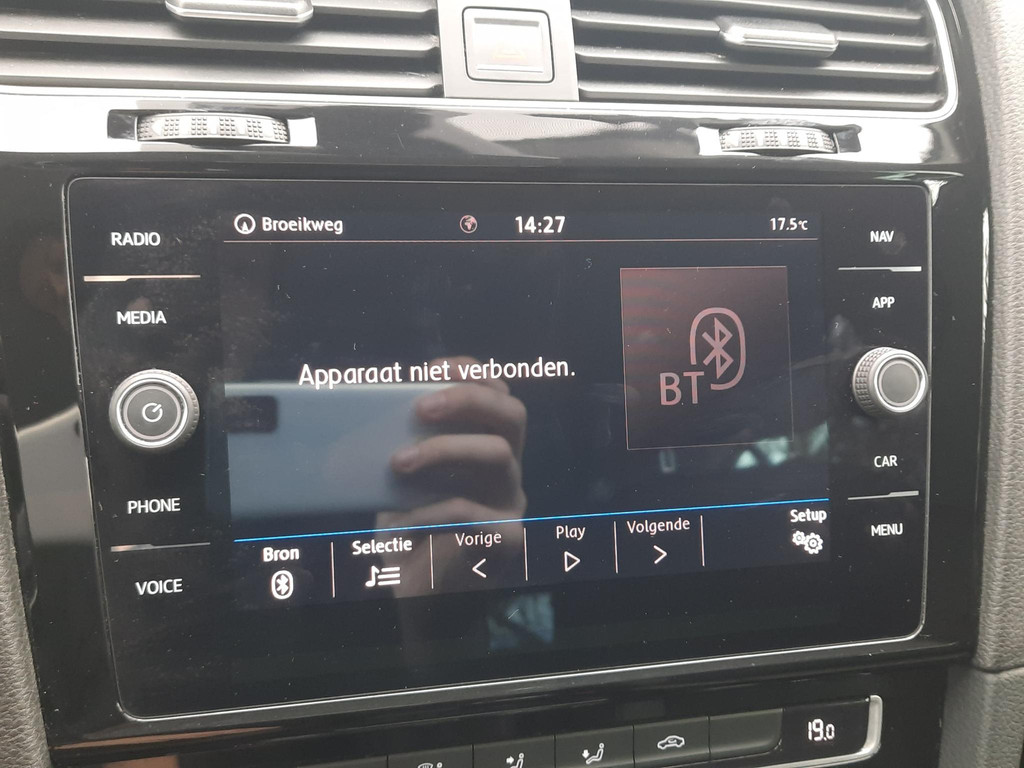 Broeikweg 14:27 17.5°C
RADIO
MEDIA
PHONE
VOICE
Apparaat niet verbonden.
BT
NAV
APP
CAR
MENU
Bron
Selectie
Vorige
Play
Volgende
Setup
19.0